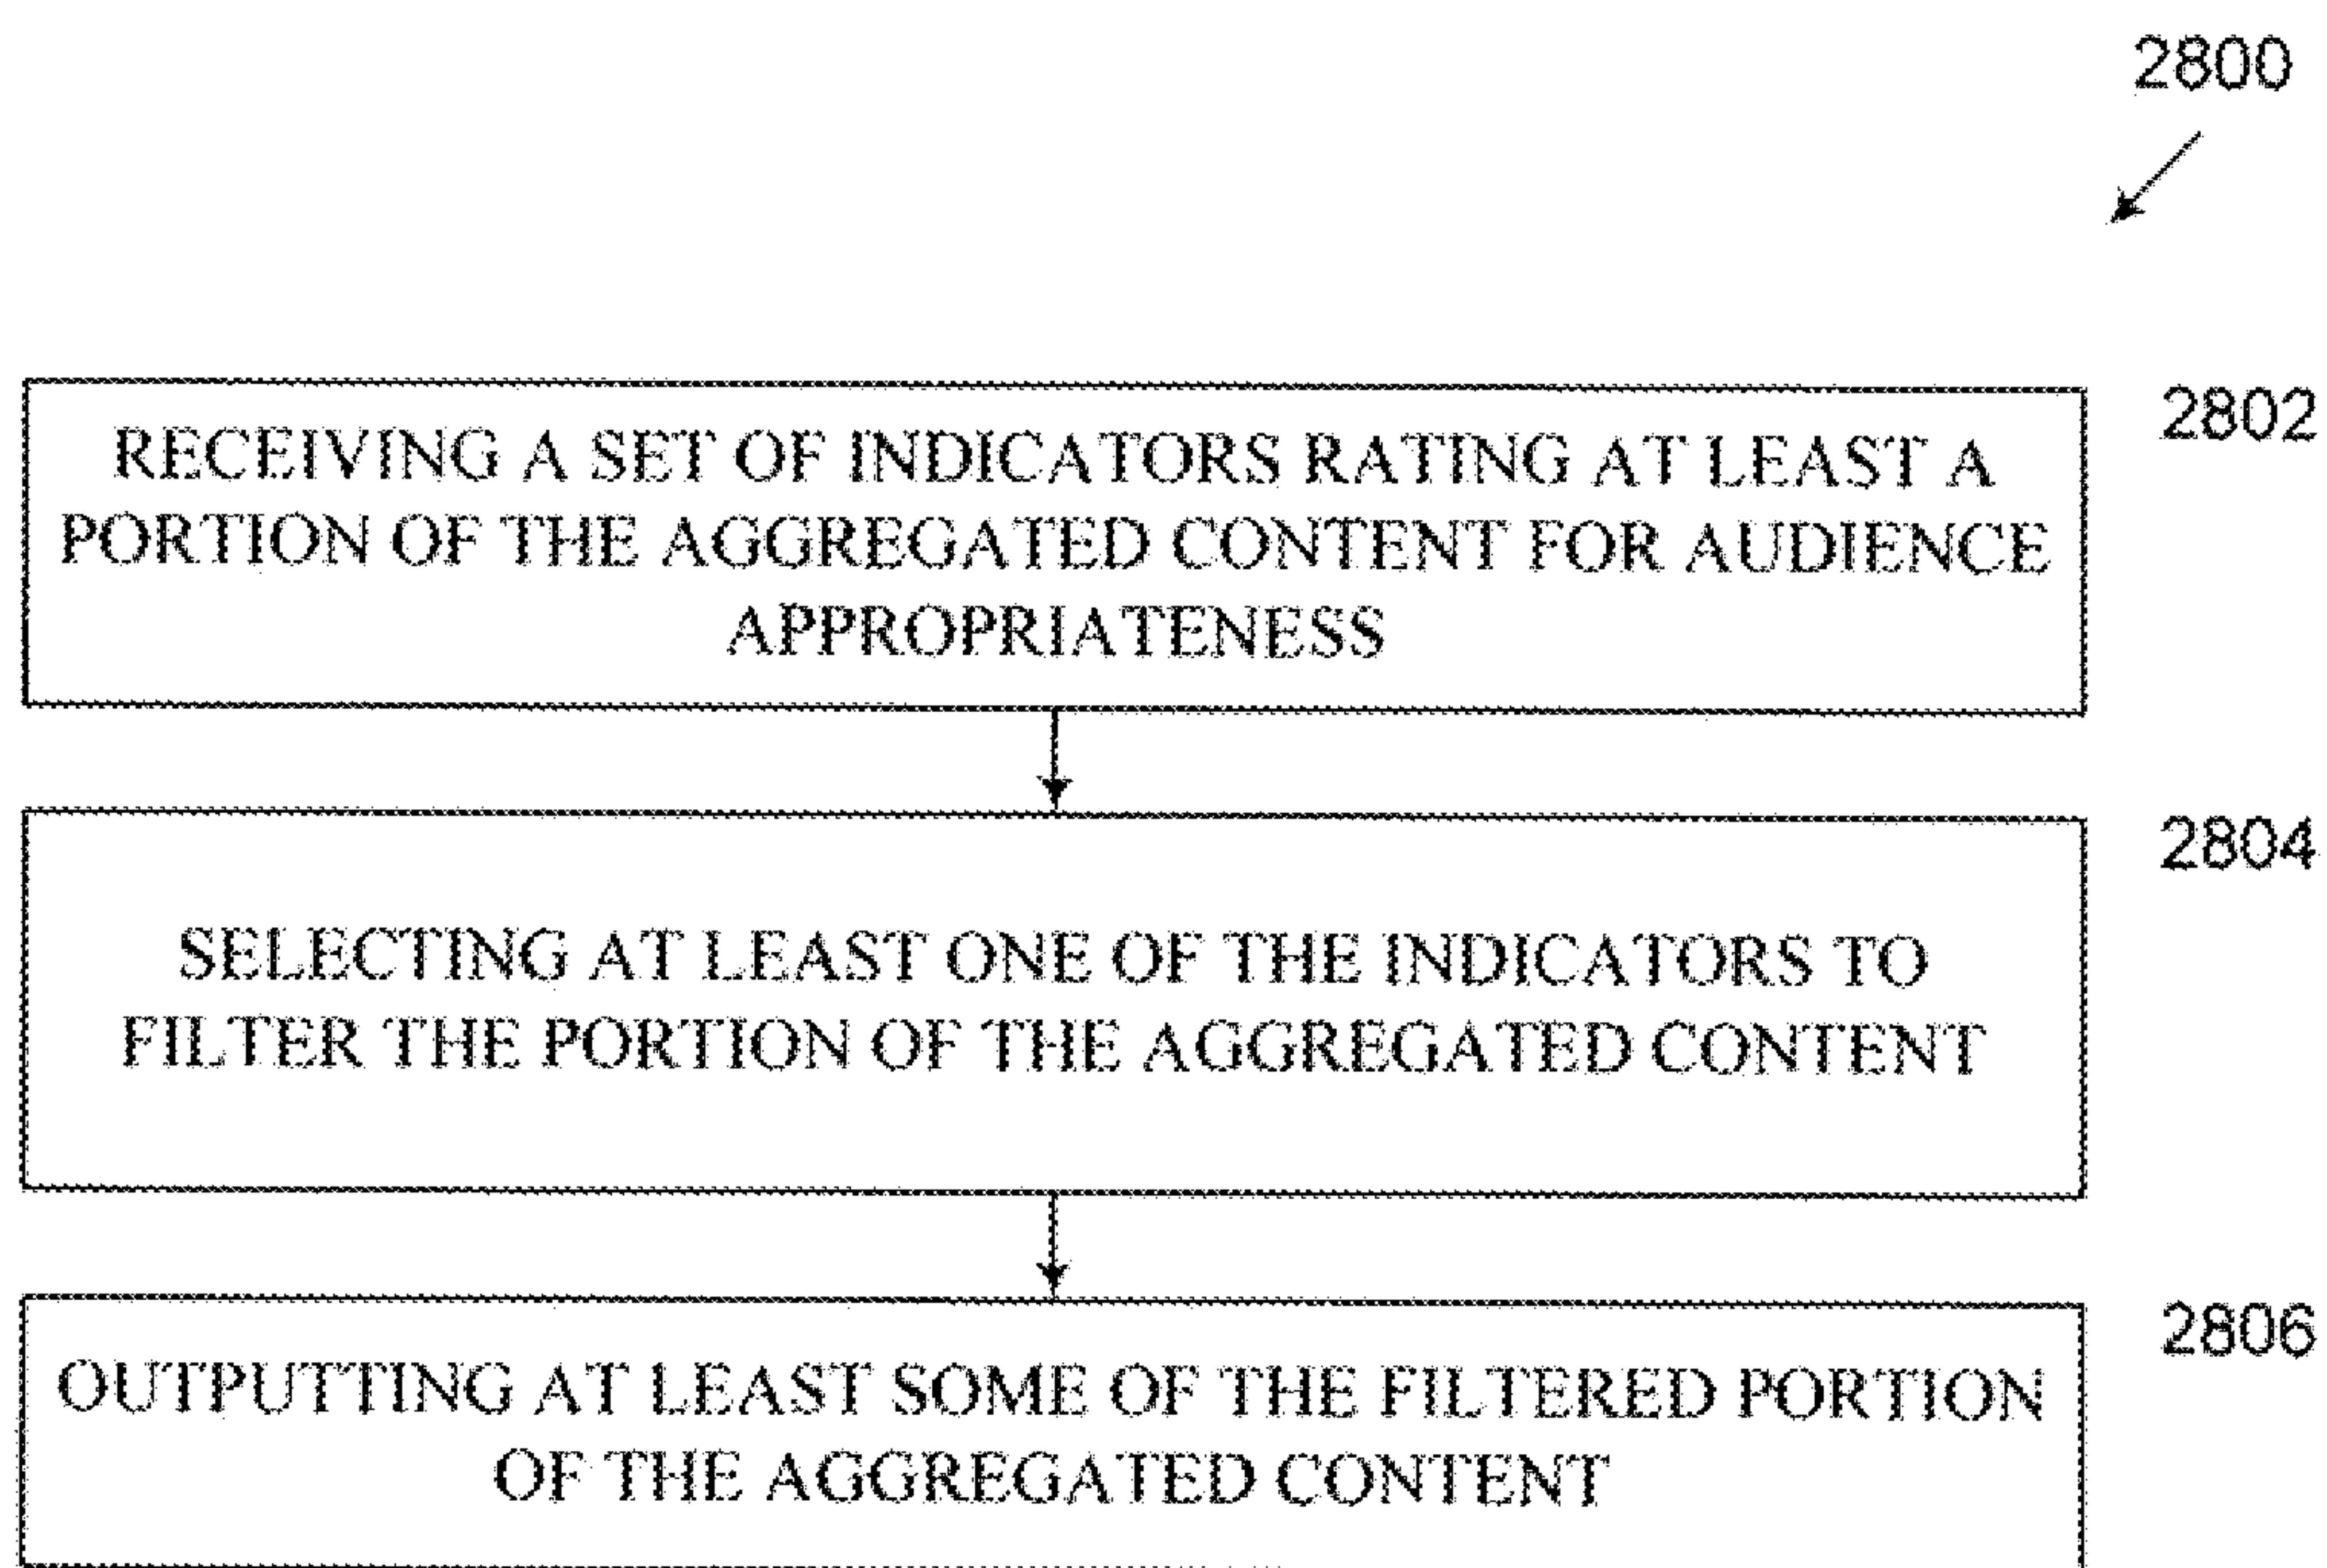 2800
2802
RECEIVING A SET OF INDICATORS RATING AT LEAST A
PORTION OF THE AGGREGATED CONTENT FOR AUDIENCE
APPROPRIATENESS
2804
SELECTING AT LEAST ONE OF THE INDICATORS TO
FILTER THE PORTION OF THE AGGREGATED CONTENT
2806
OUTPUTTING AT LEAST SOME OF THE FILTERED PORTION
OF THE AGGREGATED CONTENT